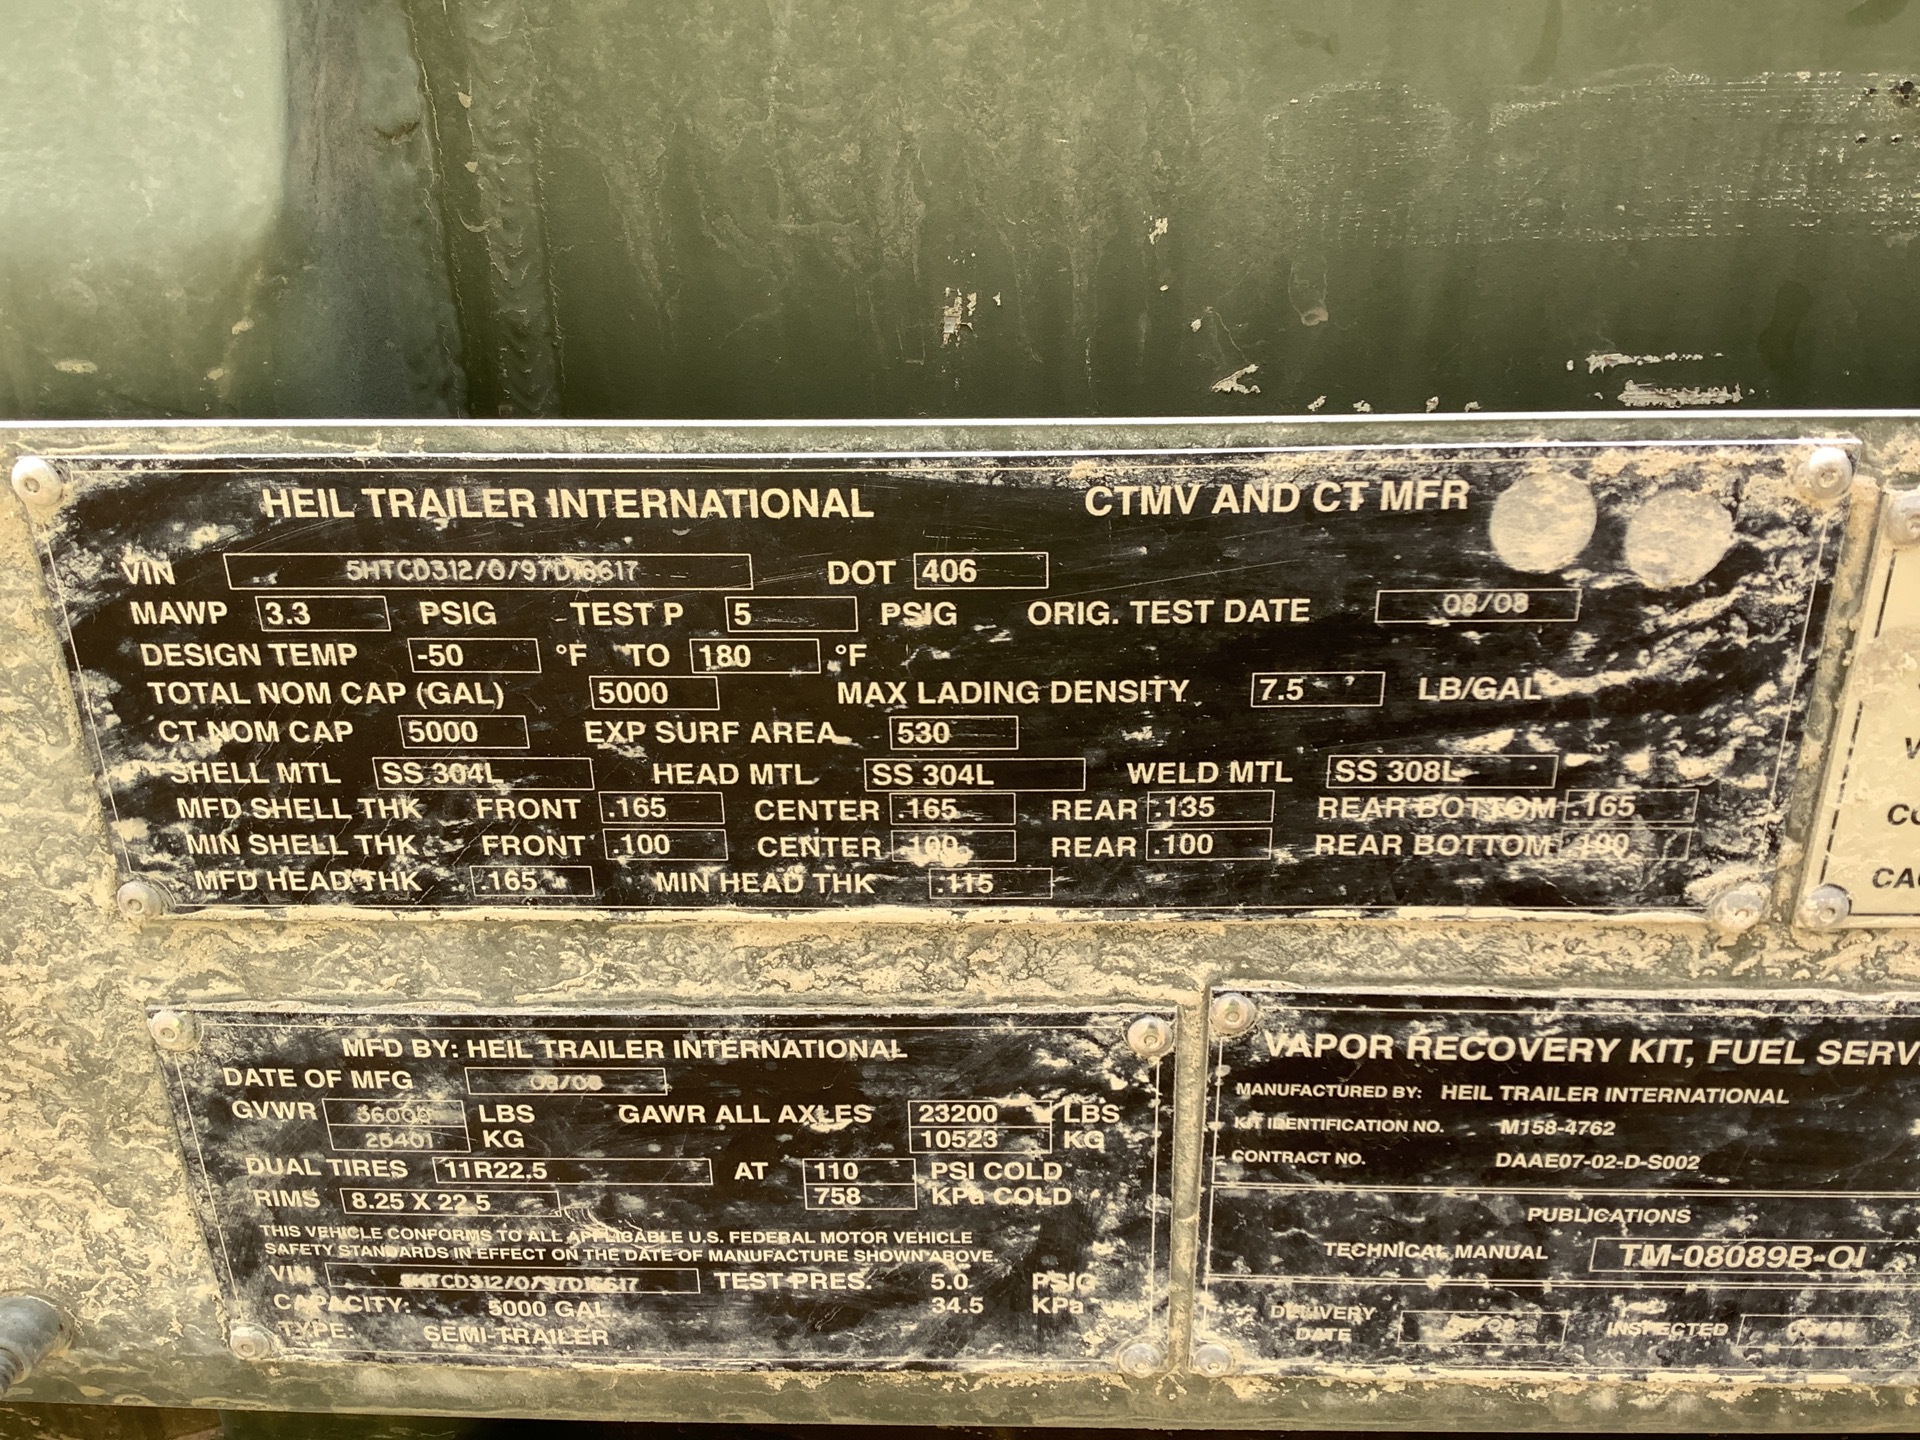 HEIL TRAILER INTERNATIONAL CTMV AND CT MFR
VIN 5HTCD312/0/97D16617 DOT 406
MAWP 3.3 PSIG TEST P 5 PSIG ORIG. TEST DATE 08/08
DESIGN TEMP -50 °F TO 180 °F
TOTAL NOM CAP (GAL) 5000 MAX LADING DENSITY 7.5 LB/GAL
CT NOM CAP 5000 EXP SURF AREA 530
SHELL MTL SS 304L HEAD MTL SS 304L WELD MTL SS 308L
MFD SHELL THK FRONT .165 CENTER .165 REAR .135 REAR BOTTOM .165
MIN SHELL THK FRONT .100 CENTER .100 REAR .100 REAR BOTTOM .100
MFD HEAD THK .165 MIN HEAD THK .115
MFD BY: HEIL TRAILER INTERNATIONAL
DATE OF MFG 08/08
GVWR 56000 LBS GAWR ALL AXLES 23200 LBS
25401 KG 10523 KG
DUAL TIRES 11R22.5 AT 110 PSI COLD
RIMS 8.25 X 22.5 758 KPa COLD
THIS VEHICLE CONFORMS TO ALL APPLICABLE U.S. FEDERAL MOTOR VEHICLE
SAFETY STANDARDS IN EFFECT ON THE DATE OF MANUFACTURE SHOWN ABOVE.
VIN 5HTCD312/0/97D16617 TEST PRES. 5.0 PSIG
CAPACITY: 5000 GAL 34.5 KPa
TYPE: SEMI-TRAILER
VAPOR RECOVERY KIT, FUEL SERV
MANUFACTURED BY: HEIL TRAILER INTERNATIONAL
KIT IDENTIFICATION NO. M158-4762
CONTRACT NO. DAAE07-02-D-S002
PUBLICATIONS
TECHNICAL MANUAL TM-08089B-OI
DELIVERY
DATE INSPECTED